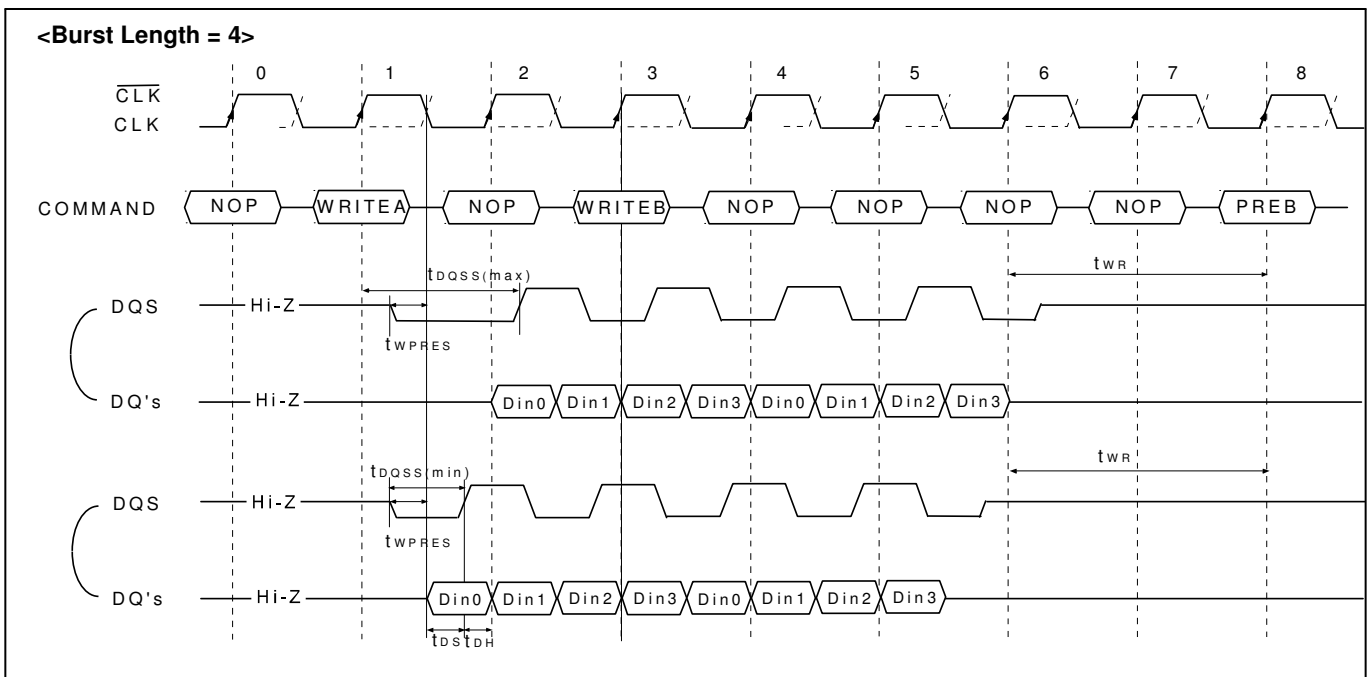 <Burst Length = 4>
0 1 2 3 4 5 6 7 8
CLK
CLK
COMMAND NOP WRITEA NOP WRITEB NOP NOP NOP NOP PREB
tDQSS(max) tWR
DQS Hi-Z
tWPRES
DQ's Hi-Z Din0 Din1 Din2 Din3 Din0 Din1 Din2 Din3
tDQSS(min) tWR
DQS Hi-Z
tWPRES
DQ's Hi-Z Din0 Din1 Din2 Din3 Din0 Din1 Din2 Din3
tDS tDH